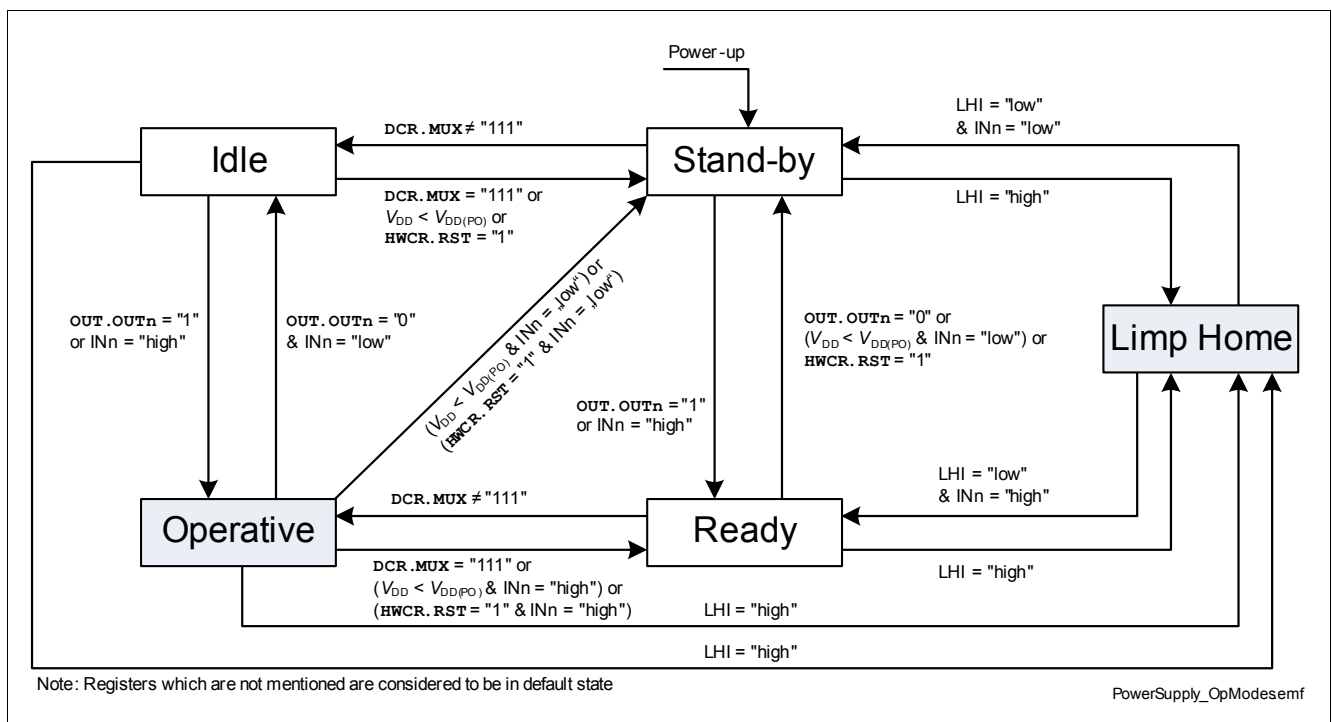 Power-up
LHI = "low"
& INn = "low"
DCR.MUX ≠ "111"
Idle
Stand-by
DCR.MUX = "111" or
VDD < VDD(PO) or
HWCR.RST = "1"
LHI = "high"
(VDD < VDD(PO) & INn = „low“) or
(HWCR.RST = "1" & INn = „low“)
OUT.OUTn = "1"
or INn = "high"
OUT.OUTn = "0"
& INn = "low"
OUT.OUTn = "0" or
(VDD < VDD(PO) & INn = "low") or
HWCR.RST = "1"
Limp Home
OUT.OUTn = "1"
or INn = "high"
LHI = "low"
& INn = "high"
DCR.MUX ≠ "111"
Operative
Ready
DCR.MUX = "111" or
(VDD < VDD(PO) & INn = "high") or
(HWCR.RST = "1" & INn = "high")
LHI = "high"
LHI = "high"
LHI = "high"
Note: Registers which are not mentioned are considered to be in default state
PowerSupply_OpModes.emf